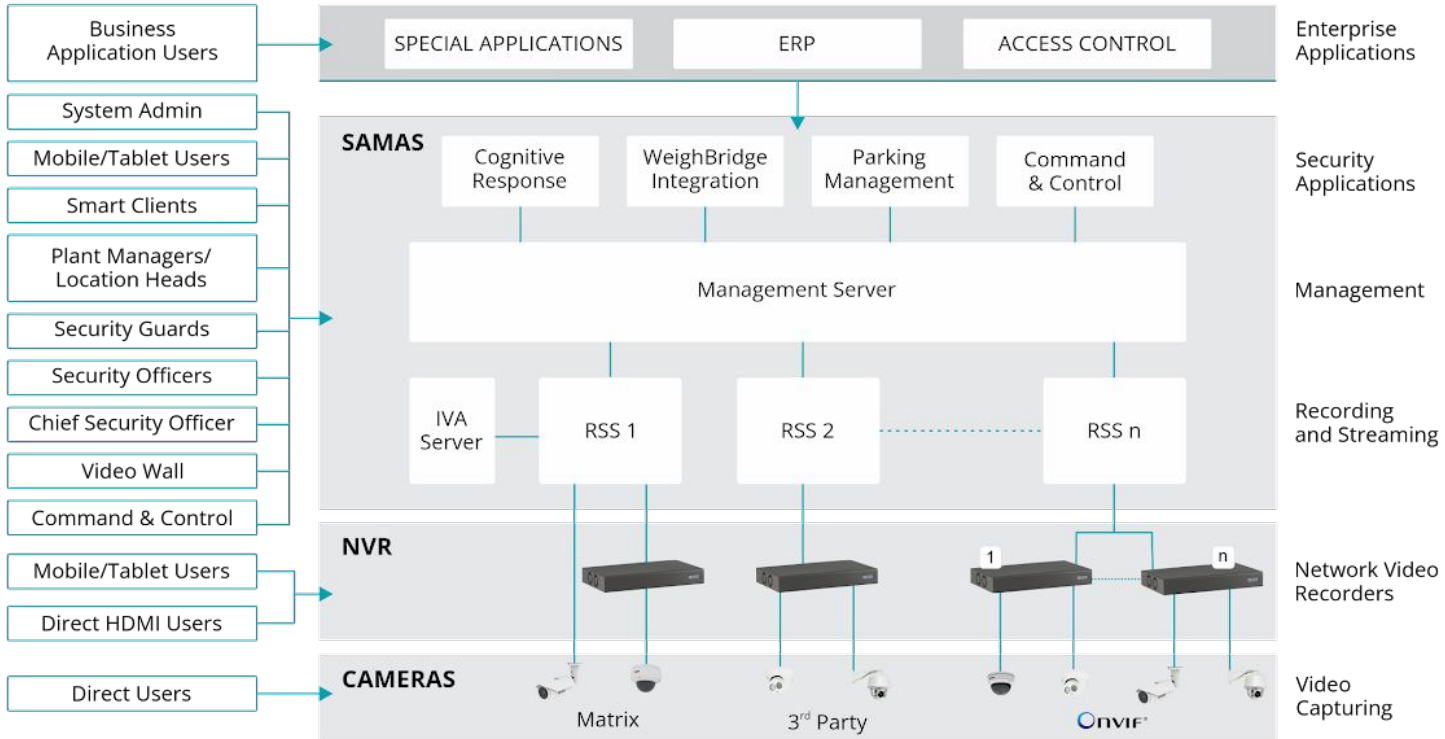 Business
Application Users
SPECIAL APPLICATIONS
ERP
ACCESS CONTROL
Enterprise
Applications
System Admin
Mobile/Tablet Users
Smart Clients
Plant Managers/
Location Heads
Security Guards
Security Officers
Chief Security Officer
Video Wall
Command & Control
SAMAS
Cognitive
Response
WeighBridge
Integration
Parking
Management
Command
& Control
Security
Applications
Management Server
Management
IVA
Server
RSS 1
RSS 2
RSS n
Recording
and Streaming
Mobile/Tablet Users
Direct HDMI Users
NVR
1
n
Network Video
Recorders
Direct Users
CAMERAS
Matrix
3rd Party
ONVIF®
Video
Capturing